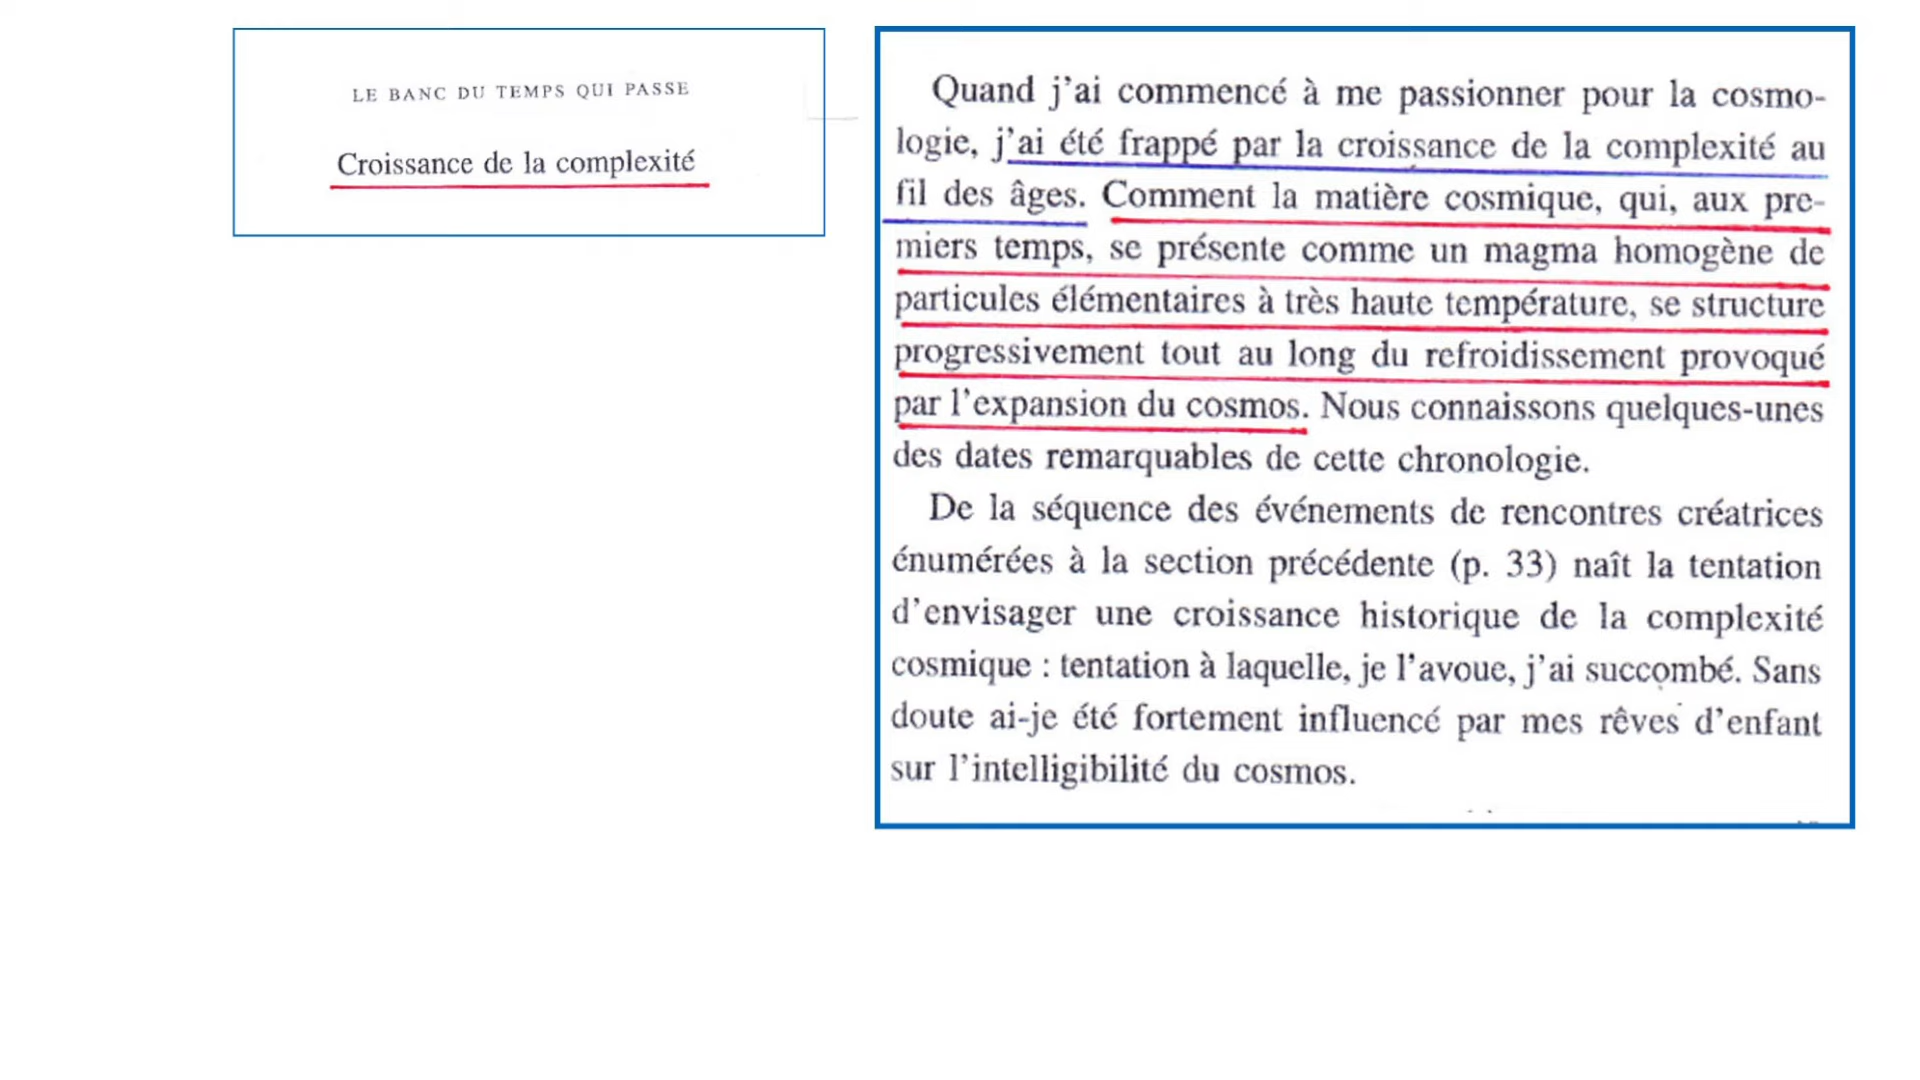 LE BANC DU TEMPS QUI PASSE
Croissance de la complexité
Quand j'ai commencé à me passionner pour la cosmo-
logie, j'ai été frappé par la croissance de la complexité au
fil des âges. Comment la matière cosmique, qui, aux pre-
miers temps, se présente comme un magma homogène de
particules élémentaires à très haute température, se structure
progressivement tout au long du refroidissement provoqué
par l'expansion du cosmos. Nous connaissons quelques-unes
des dates remarquables de cette chronologie.
De la séquence des événements de rencontres créatrices
énumérées à la section précédente (p. 33) naît la tentation
d'envisager une croissance historique de la complexité
cosmique : tentation à laquelle, je l'avoue, j'ai succombé. Sans
doute ai-je été fortement influencé par mes rêves d'enfant
sur l'intelligibilité du cosmos.